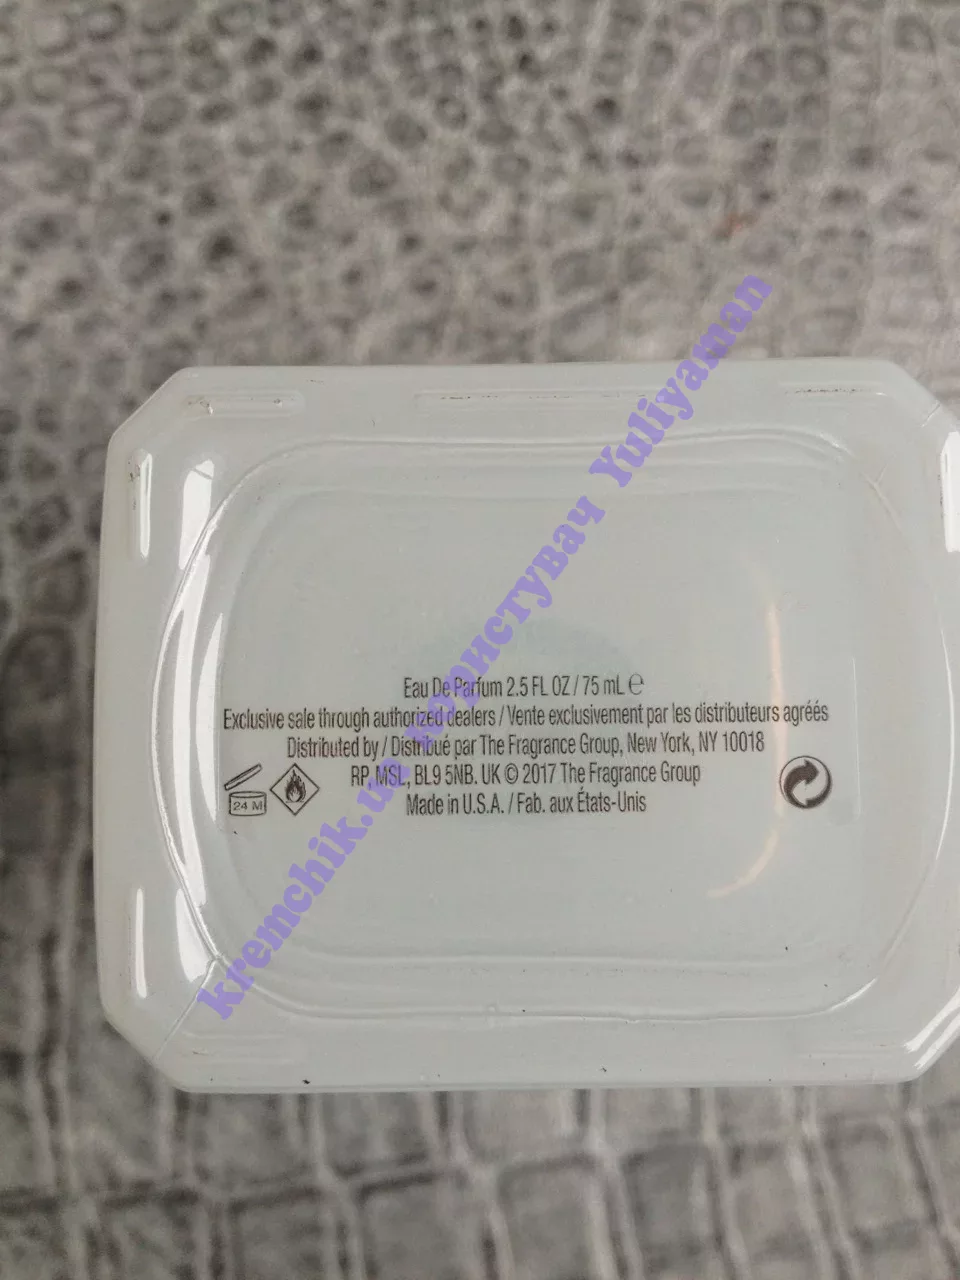 Eau De Parfum 2.5 FL OZ / 75 mL ℮
Exclusive sale through authorized dealers / Vente exclusivement par les distributeurs agréés
Distributed by / Distribué par The Fragrance Group, New York, NY 10018
RP, MSL, BL9 5NB. UK © 2017 The Fragrance Group
Made in U.S.A. / Fab. aux États-Unis
24 M
kremchik.ua користувач Yuliyaman